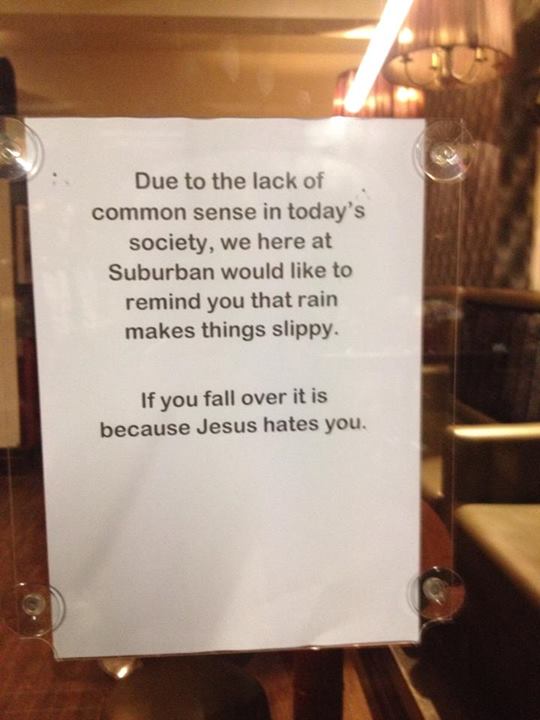 Due to the lack of
common sense in today's
society, we here at
Suburban would like to
remind you that rain
makes things slippy.
If you fall over it is
because Jesus hates you.